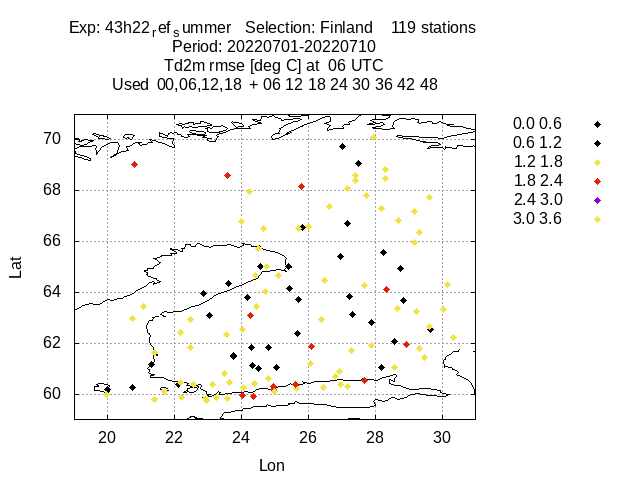 Exp: 43h22refsummer   Selection: Finland    119 stations
Period: 20220701-20220710
Td2m rmse [deg C] at  06 UTC
Used  00,06,12,18  + 06 12 18 24 30 36 42 48
0.0 0.6
0.6 1.2
1.2 1.8
1.8 2.4
2.4 3.0
3.0 3.6
70
68
66
64
62
60
Lat
20 22 24 26 28 30
Lon